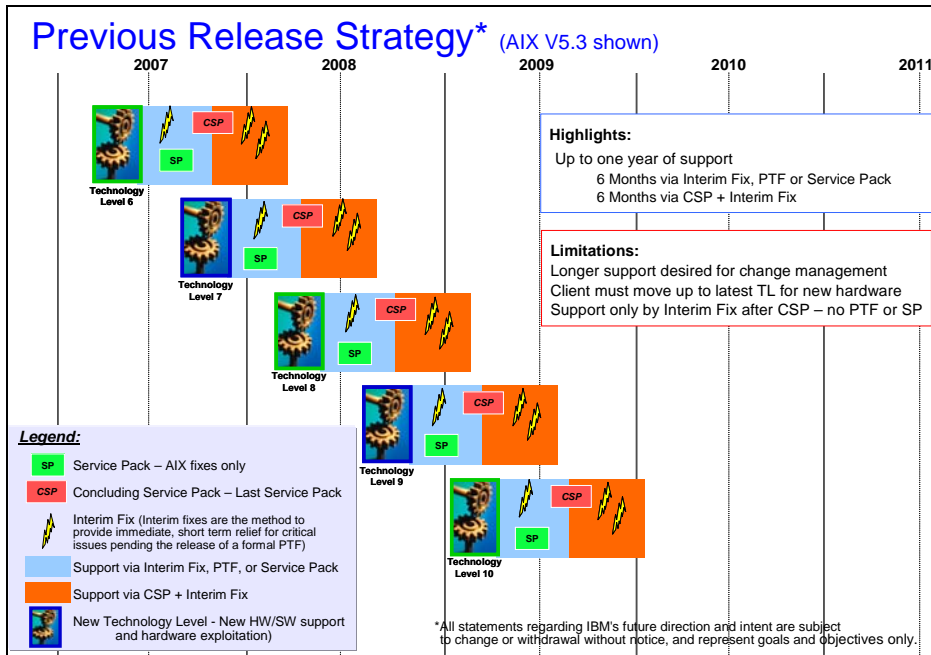 Previous Release Strategy* (AIX V5.3 shown)
2007 2008 2009 2010 2011
CSP
SP
Technology
Level 6
CSP
SP
Technology
Level 7
CSP
SP
Technology
Level 8
CSP
SP
Technology
Level 9
CSP
SP
Technology
Level 10
Highlights:
Up to one year of support
6 Months via Interim Fix, PTF or Service Pack
6 Months via CSP + Interim Fix
Limitations:
Longer support desired for change management
Client must move up to latest TL for new hardware
Support only by Interim Fix after CSP – no PTF or SP
Legend:
SP Service Pack – AIX fixes only
CSP Concluding Service Pack – Last Service Pack
Interim Fix (Interim fixes are the method to
provide immediate, short term relief for critical
issues pending the release of a formal PTF)
Support via Interim Fix, PTF, or Service Pack
Support via CSP + Interim Fix
New Technology Level - New HW/SW support
and hardware exploitation)
*All statements regarding IBM's future direction and intent are subject
to change or withdrawal without notice, and represent goals and objectives only.